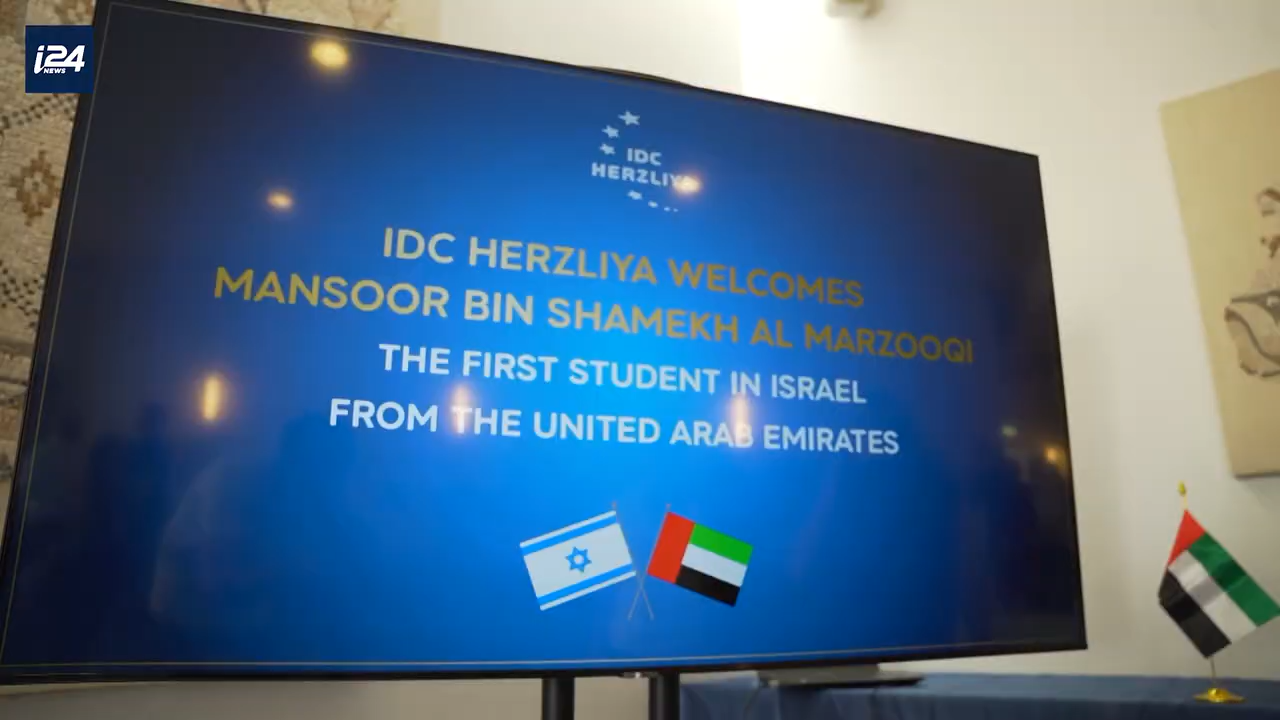 i24
NEWS
IDC
HERZLIYA
IDC HERZLIYA WELCOMES
MANSOOR BIN SHAMEKH AL MARZOOQI
THE FIRST STUDENT IN ISRAEL
FROM THE UNITED ARAB EMIRATES